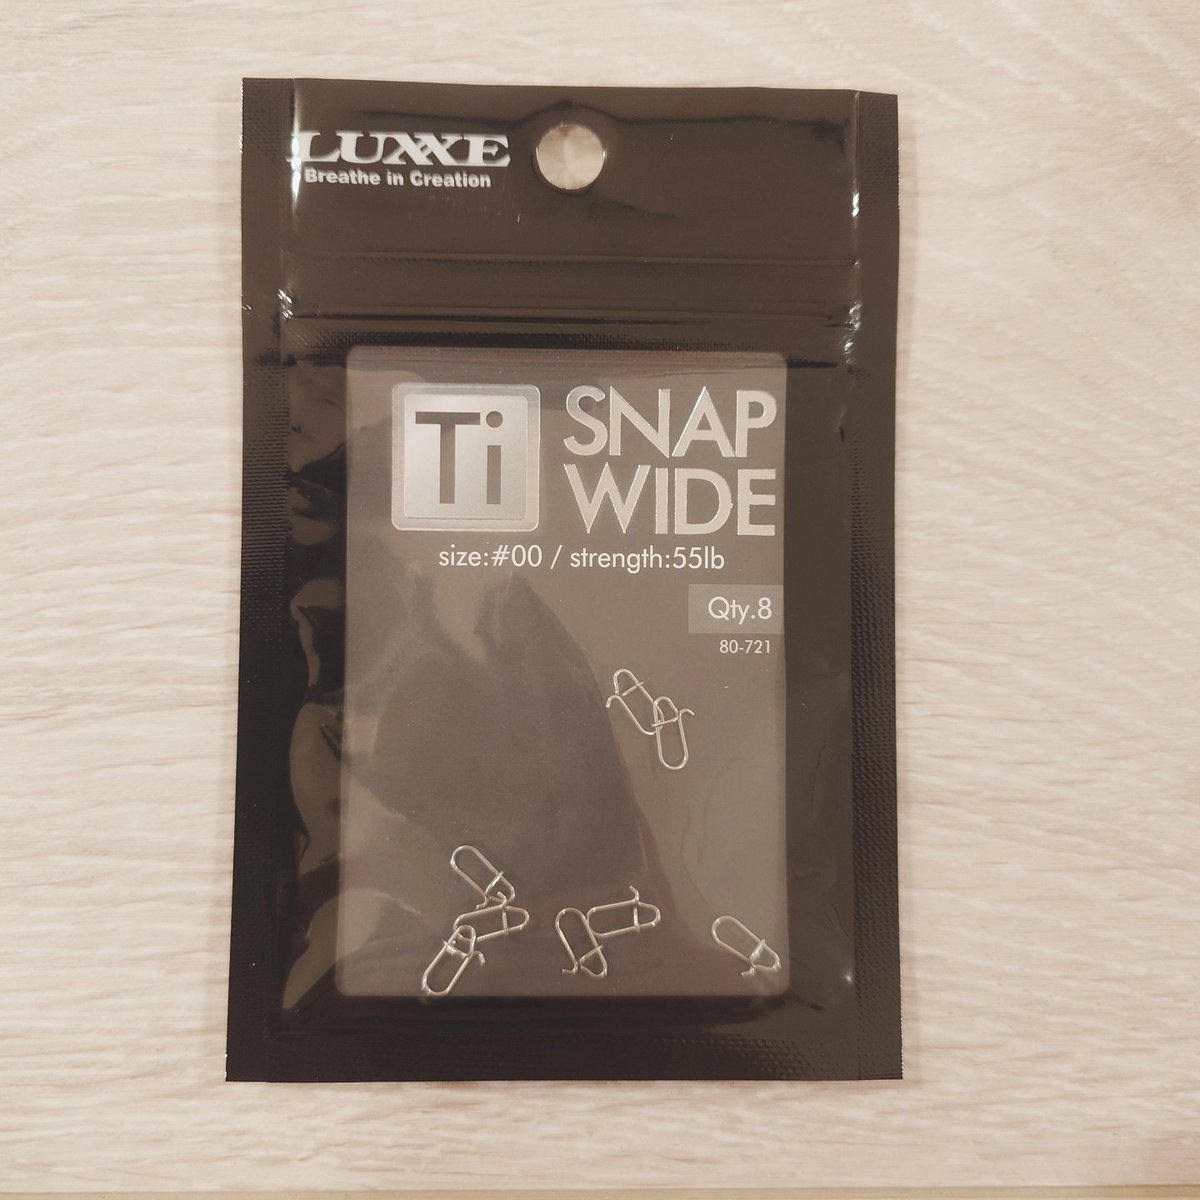 LUXXE
Breathe in Creation
Ti
SNAP
WIDE
size:#00 / strength:55lb
Qty.8
80-721